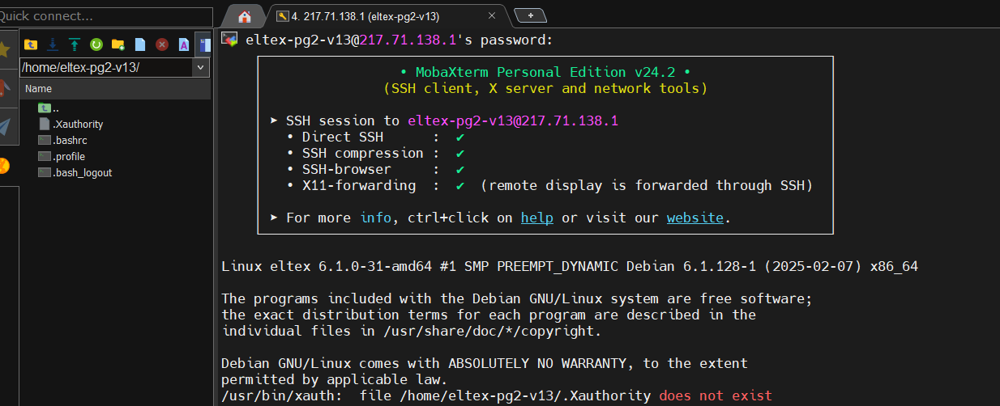 Quick connect...
4. 217.71.138.1 (eltex-pg2-v13)
/home/eltex-pg2-v13/
Name
..
.Xauthority
.bashrc
.profile
.bash_logout
eltex-pg2-v13@217.71.138.1's password:
• MobaXterm Personal Edition v24.2 •
(SSH client, X server and network tools)
➤ SSH session to eltex-pg2-v13@217.71.138.1
• Direct SSH : ✔
• SSH compression : ✔
• SSH-browser : ✔
• X11-forwarding : ✔ (remote display is forwarded through SSH)
➤ For more info, ctrl+click on help or visit our website.
Linux eltex 6.1.0-31-amd64 #1 SMP PREEMPT_DYNAMIC Debian 6.1.128-1 (2025-02-07) x86_64
The programs included with the Debian GNU/Linux system are free software;
the exact distribution terms for each program are described in the
individual files in /usr/share/doc/*/copyright.
Debian GNU/Linux comes with ABSOLUTELY NO WARRANTY, to the extent
permitted by applicable law.
/usr/bin/xauth: file /home/eltex-pg2-v13/.Xauthority does not exist